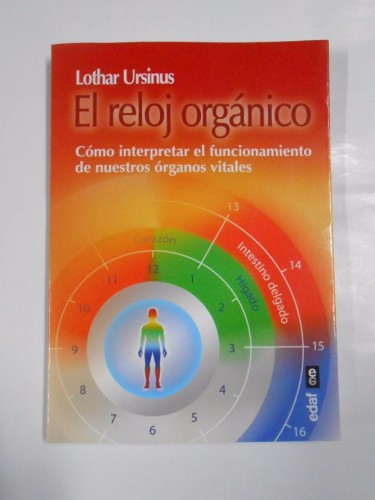 Lothar Ursinus
El reloj orgánico
Cómo interpretar el funcionamiento
de nuestros órganos vitales
13
Corazón
Intestino delgado
14
12
11
1
Hígado
10
2
9
3
15
8
4
7
5
6
16
edaf